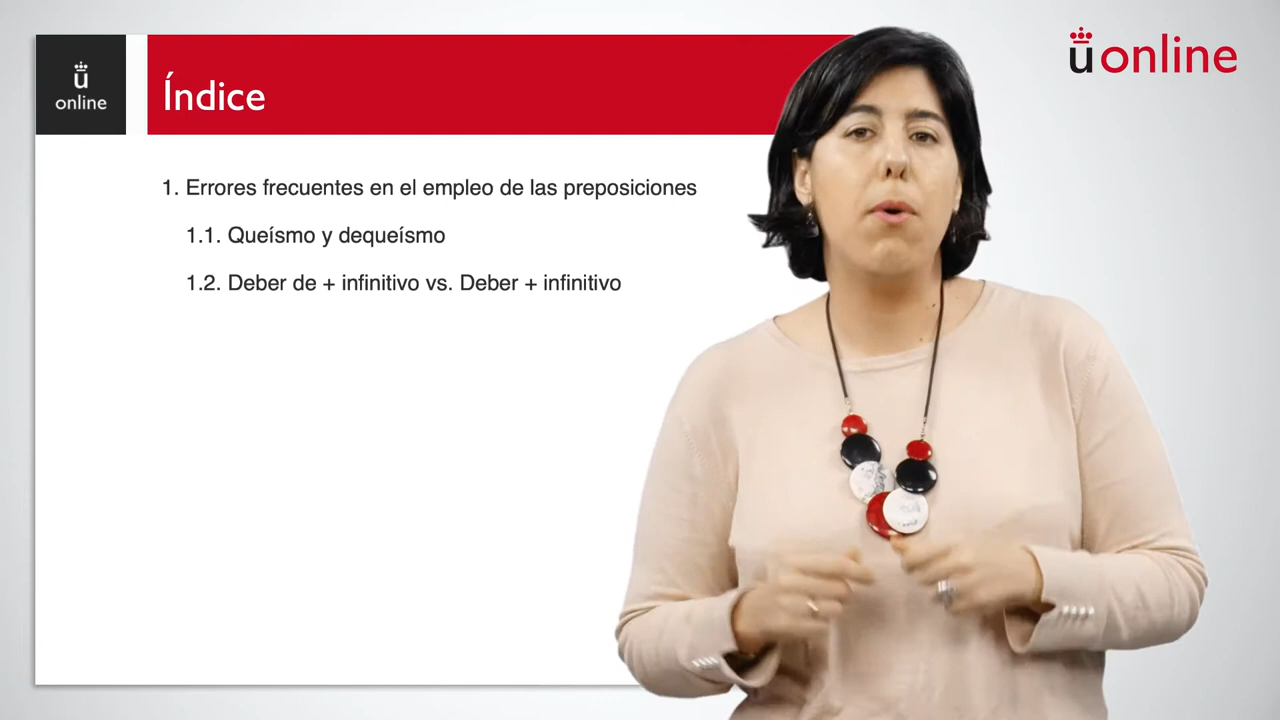 ü
online
Índice
üonline
1. Errores frecuentes en el empleo de las preposiciones
1.1. Queísmo y dequeísmo
1.2. Deber de + infinitivo vs. Deber + infinitivo